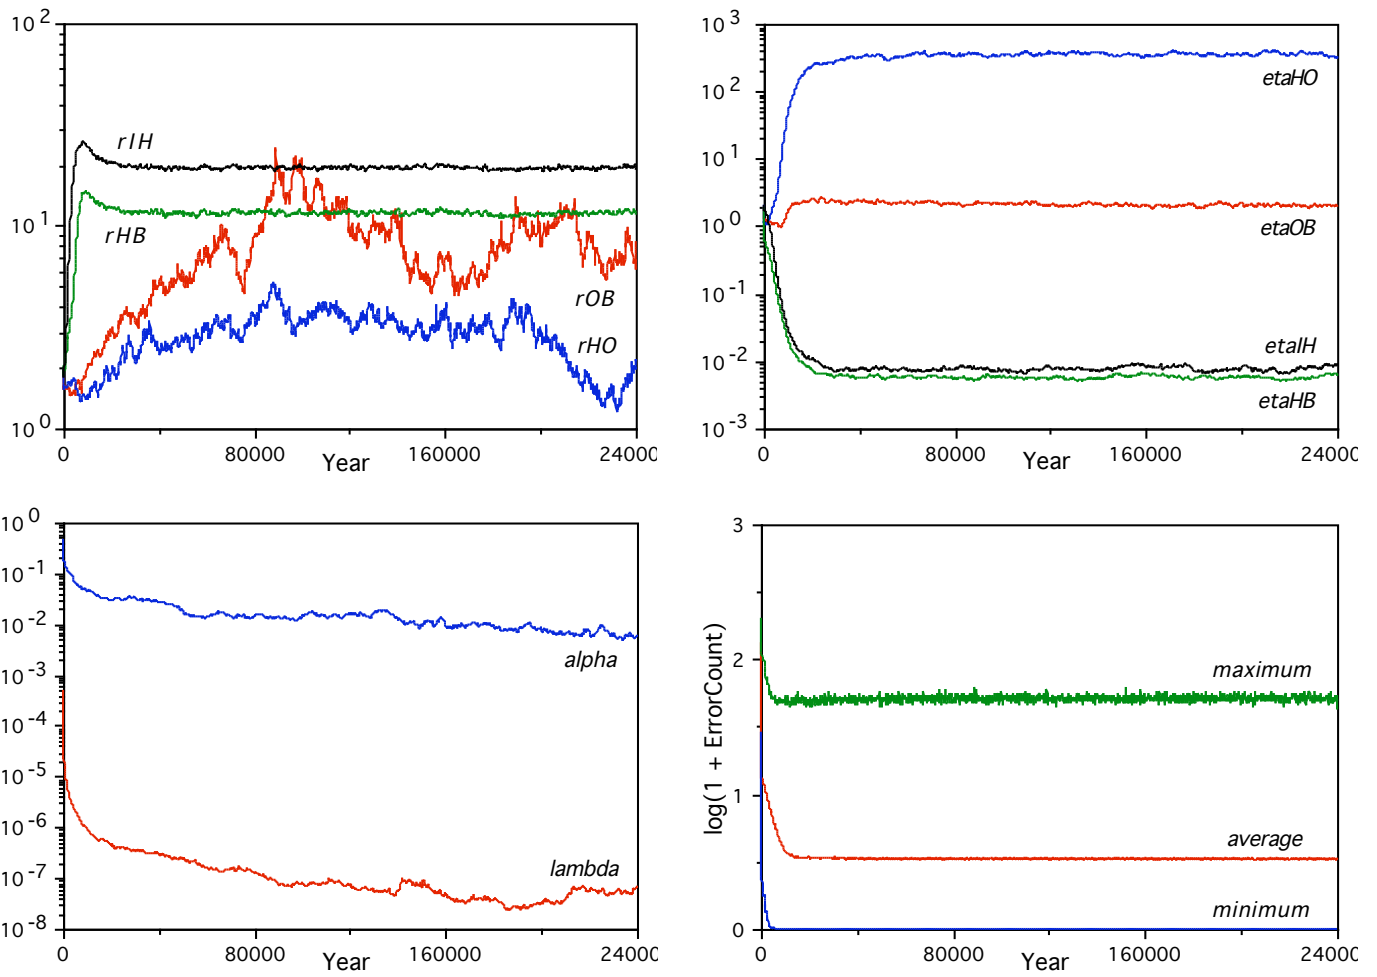 10^2
rIH
10^1
rHB
rOB
rHO
10^0
0 80000 160000 24000
Year
10^3
etaHO
10^2
10^1
10^0
etaOB
10^-1
etaIH
10^-2
etaHB
10^-3
0 80000 160000 24000
Year
10^0
10^-1
10^-2
alpha
10^-3
10^-4
10^-5
10^-6
lambda
10^-7
10^-8
0 80000 160000 24000
Year
3
log(1 + ErrorCount)
2
maximum
1
average
minimum
0
0 80000 160000 24000
Year